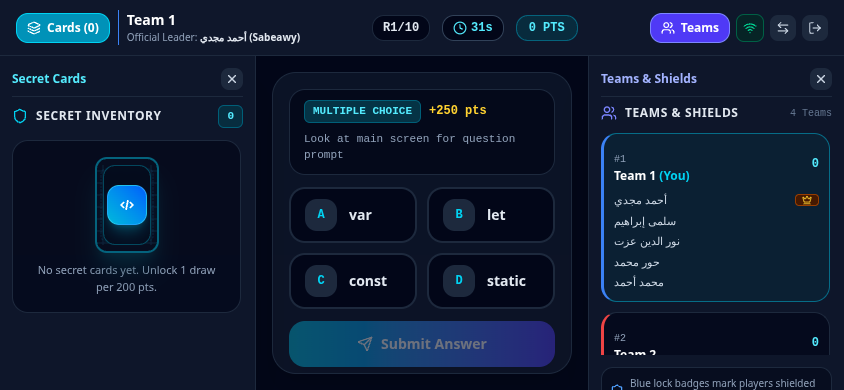 Cards (0)
Team 1
Official Leader: أحمد مجدي (Sabeawy)
R1/10
31s
0 PTS
Teams
Secret Cards
SECRET INVENTORY
0
No secret cards yet. Unlock 1 draw
per 200 pts.
MULTIPLE CHOICE +250 pts
Look at main screen for question
prompt
A var
B let
C const
D static
Submit Answer
Teams & Shields
TEAMS & SHIELDS 4 Teams
#1
0
Team 1 (You)
أحمد مجدي
سلمى إبراهيم
نور الدين عزت
حور محمد
محمد أحمد
#2
0
Team 2
Blue lock badges mark players shielded